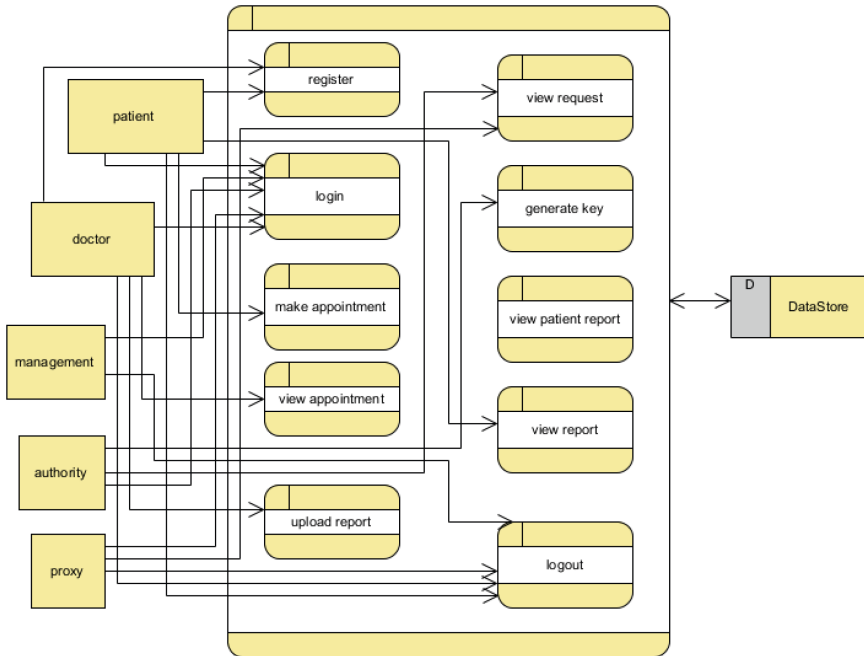 patient
doctor
management
authority
proxy
register
login
make appointment
view appointment
upload report
view request
generate key
view patient report
view report
logout
D
DataStore